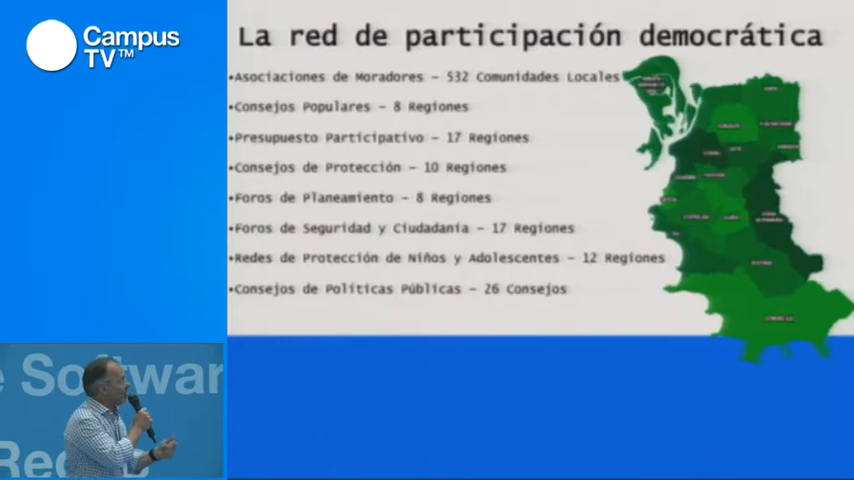 Campus
TV™
La red de participación democrática
•Asociaciones de Moradores – 532 Comunidades Locales
•Consejos Populares – 8 Regiones
•Presupuesto Participativo – 17 Regiones
•Consejos de Protección – 10 Regiones
•Foros de Planeamiento – 8 Regiones
•Foros de Seguridad y Ciudadanía – 17 Regiones
•Redes de Protección de Niños y Adolescentes – 12 Regiones
•Consejos de Políticas Públicas – 26 Consejos
e Softwar